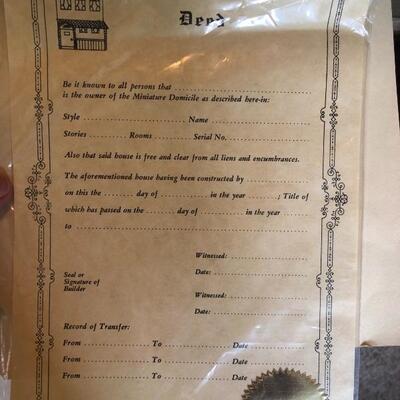 Deed
Be it known to all persons that ........................................
is the owner of the Miniature Domicile as described here-in:
Style ............................ Name ............................
Stories .......... Rooms .......... Serial No. ......................
Also that said house is free and clear from all liens and encumbrances.
The aforementioned house having been constructed by ....................
on this the ........ day of .............. in the year ........; Title of
which has passed on the ........ day of .............. in the year ........
to ............................................................
Witnessed: ............................
Date: ............................
Seal or
Signature of
Builder
Witnessed: ............................
Date: ............................
Record of Transfer:
From .................... To .................... Date ....................
From .................... To .................... Date ....................
From .................... To .................... Date ....................